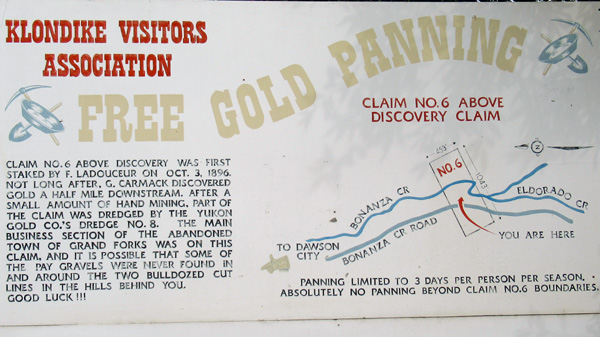 KLONDIKE VISITORS
ASSOCIATION
FREE GOLD PANNING
CLAIM NO.6 ABOVE
DISCOVERY CLAIM
CLAIM NO.6 ABOVE DISCOVERY WAS FIRST
STAKED BY F. LADOUCEUR ON OCT. 3, 1896.
NOT LONG AFTER, G. CARMACK DISCOVERED
GOLD A HALF MILE DOWNSTREAM. AFTER A
SMALL AMOUNT OF HAND MINING, PART OF
THE CLAIM WAS DREDGED BY THE YUKON
GOLD CO.'S DREDGE NO. 8. THE MAIN
BUSINESS SECTION OF THE ABANDONED
TOWN OF GRAND FORKS WAS ON THIS
CLAIM, AND IT IS POSSIBLE THAT SOME OF
THE PAY GRAVELS WERE NEVER FOUND IN
AND AROUND THE TWO BULLDOZED CUT
LINES IN THE HILLS BEHIND YOU.
GOOD LUCK !!!
493'
NO.6
1043'
Z
BONANZA CR
ELDORADO CR
BONANZA CR ROAD
YOU ARE HERE
TO DAWSON
CITY
PANNING LIMITED TO 3 DAYS PER PERSON PER SEASON,
ABSOLUTELY NO PANNING BEYOND CLAIM NO.6 BOUNDARIES.